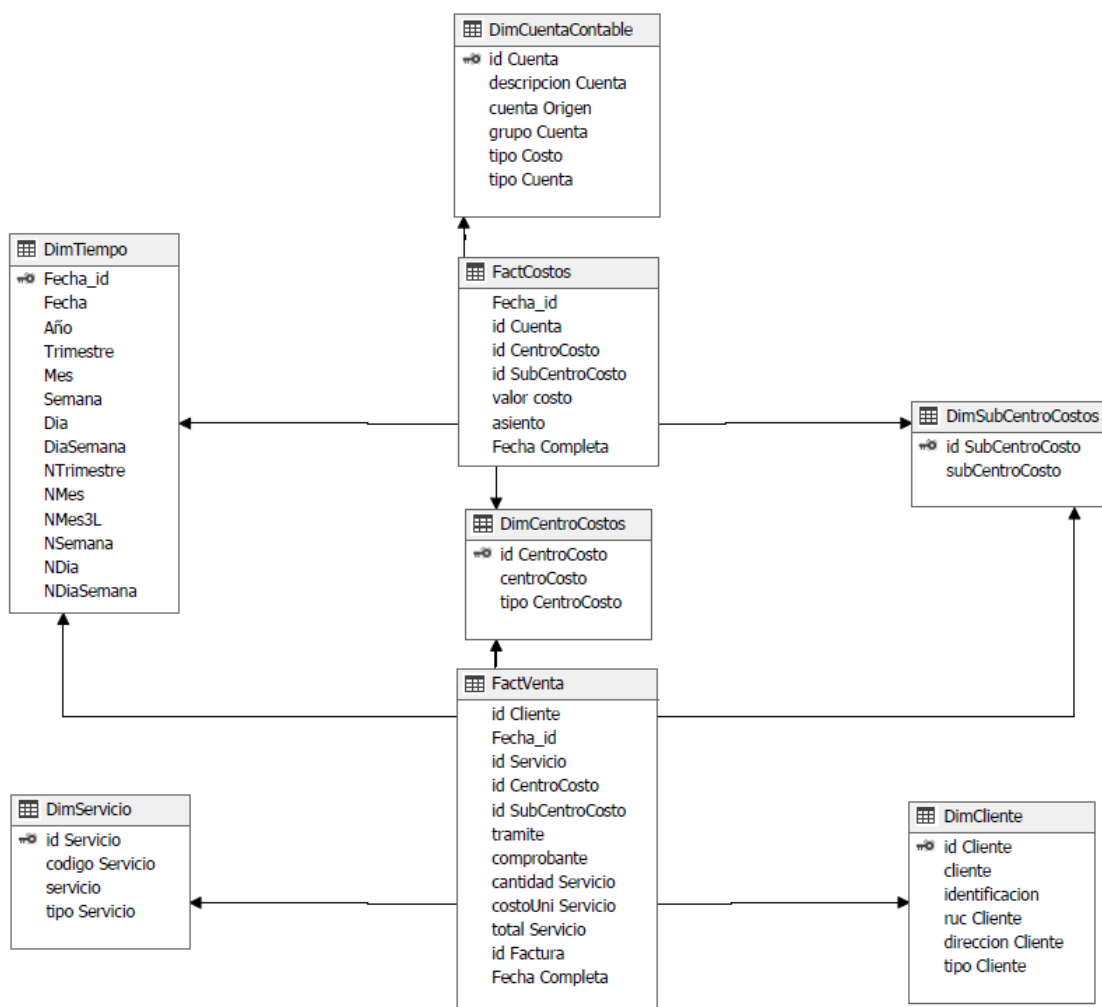 DimCuentaContable
id Cuenta
descripcion Cuenta
cuenta Origen
grupo Cuenta
tipo Costo
tipo Cuenta
DimTiempo
Fecha_id
Fecha
Año
Trimestre
Mes
Semana
Dia
DiaSemana
NTrimestre
NMes
NMes3L
NSemana
NDia
NDiaSemana
FactCostos
Fecha_id
id Cuenta
id CentroCosto
id SubCentroCosto
valor costo
asiento
Fecha Completa
DimSubCentroCostos
id SubCentroCosto
subCentroCosto
DimCentroCostos
id CentroCosto
centroCosto
tipo CentroCosto
FactVenta
id Cliente
Fecha_id
id Servicio
id CentroCosto
id SubCentroCosto
tramite
comprobante
cantidad Servicio
costoUni Servicio
total Servicio
id Factura
Fecha Completa
DimServicio
id Servicio
codigo Servicio
servicio
tipo Servicio
DimCliente
id Cliente
cliente
identificacion
ruc Cliente
direccion Cliente
tipo Cliente